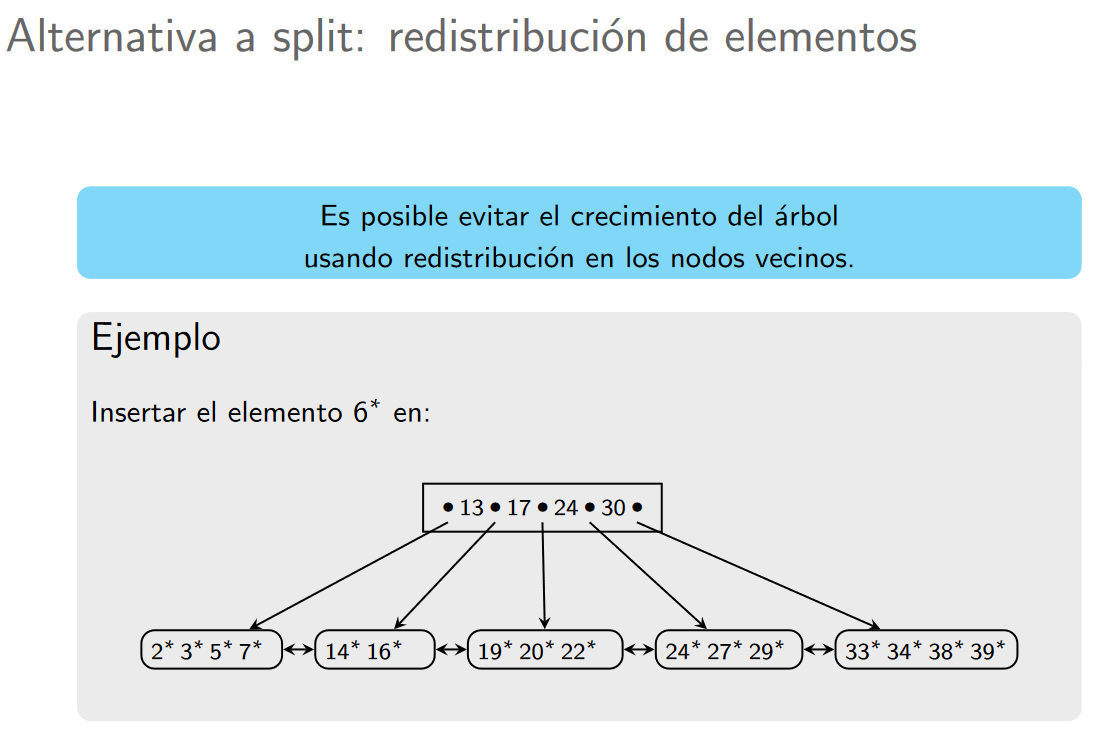 Alternativa a split: redistribución de elementos
Es posible evitar el crecimiento del árbol
usando redistribución en los nodos vecinos.
Ejemplo
Insertar el elemento 6* en:
• 13 • 17 • 24 • 30 •
2* 3* 5* 7*
14* 16*
19* 20* 22*
24* 27* 29*
33* 34* 38* 39*